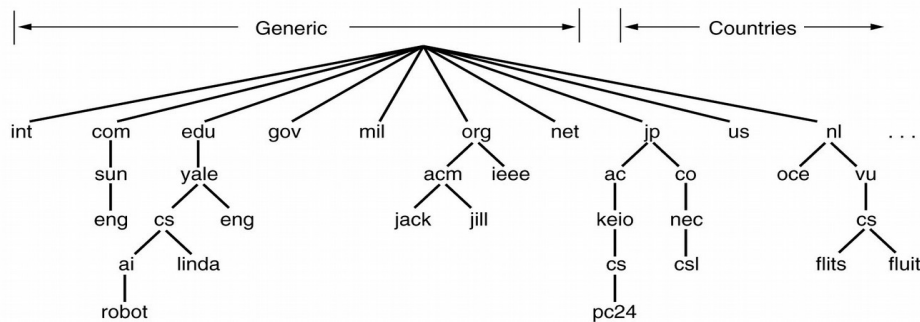 Generic Countries
int com edu gov mil org net jp us nl ...
sun yale acm ieee ac co oce vu
eng cs eng jack jill keio nec cs
ai linda cs csl flits fluit
robot pc24